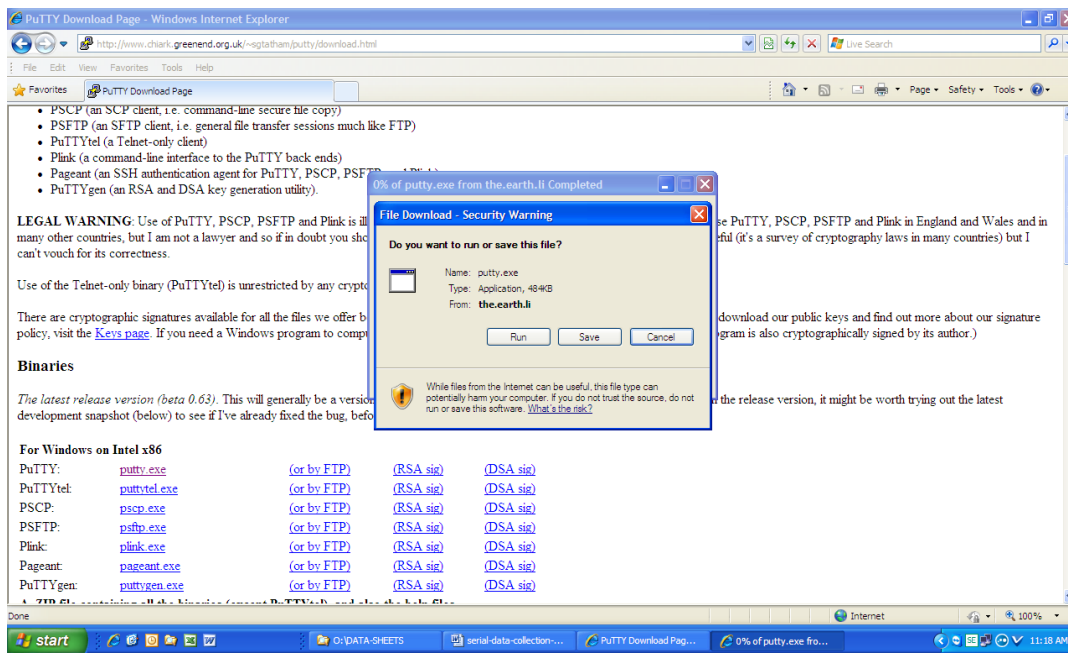 PuTTY Download Page - Windows Internet Explorer
http://www.chiark.greenend.org.uk/~sgtatham/putty/download.html
Live Search
File Edit View Favorites Tools Help
Favorites PuTTY Download Page Page Safety Tools
PSCP (an SCP client, i.e. command-line secure file copy)
PSFTP (an SFTP client, i.e. general file transfer sessions much like FTP)
PuTTYtel (a Telnet-only client)
Plink (a command-line interface to the PuTTY back ends)
Pageant (an SSH authentication agent for PuTTY, PSCP, PSFTP and Plink)
PuTTYgen (an RSA and DSA key generation utility).
LEGAL WARNING: Use of PuTTY, PSCP, PSFTP and Plink is ill
se PuTTY, PSCP, PSFTP and Plink in England and Wales and in
many other countries, but I am not a lawyer and so if in doubt you sho
eful (it's a survey of cryptography laws in many countries) but I
can't vouch for its correctness.
Use of the Telnet-only binary (PuTTYtel) is unrestricted by any crypto
There are cryptographic signatures available for all the files we offer b
download our public keys and find out more about our signature
policy, visit the Keys page. If you need a Windows program to compu
gram is also cryptographically signed by its author.)
Binaries
The latest release version (beta 0.63). This will generally be a version
n the release version, it might be worth trying out the latest
development snapshot (below) to see if I've already fixed the bug, befo
For Windows on Intel x86
PuTTY: putty.exe (or by FTP) (RSA sig) (DSA sig)
PuTTYtel: puttytel.exe (or by FTP) (RSA sig) (DSA sig)
PSCP: pscp.exe (or by FTP) (RSA sig) (DSA sig)
PSFTP: psftp.exe (or by FTP) (RSA sig) (DSA sig)
Plink: plink.exe (or by FTP) (RSA sig) (DSA sig)
Pageant: pageant.exe (or by FTP) (RSA sig) (DSA sig)
PuTTYgen: puttygen.exe (or by FTP) (RSA sig) (DSA sig)
A .ZIP file containing all the binaries (except PuTTYtel), and also the help files
0% of putty.exe from the.earth.li Completed
File Download - Security Warning
Do you want to run or save this file?
Name: putty.exe
Type: Application, 484KB
From: the.earth.li
Run Save Cancel
While files from the Internet can be useful, this file type can
potentially harm your computer. If you do not trust the source, do not
run or save this software. What's the risk?
Done Internet 100%
start O:\DATA-SHEETS serial-data-collection-... PuTTY Download Pag... 0% of putty.exe fro... SE 11:18 AM